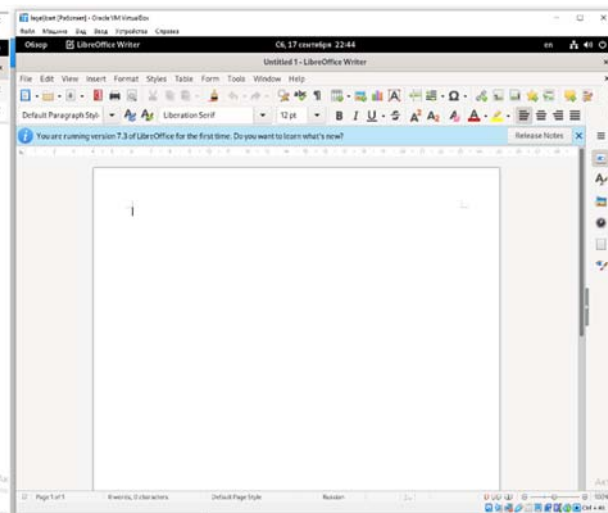 [Работает] - Oracle VM VirtualBox
Файл Машина Вид Ввод Устройства Справка
Обзор LibreOffice Writer Сб, 17 сентября 22:44 en
Untitled 1 - LibreOffice Writer
File Edit View Insert Format Styles Table Form Tools Window Help
Default Paragraph Styl Liberation Serif 12 pt
You are running version 7.3 of LibreOffice for the first time. Do you want to learn what's new? Release Notes
Page 1 of 1 0 words, 0 characters Default Page Style Russian 100%